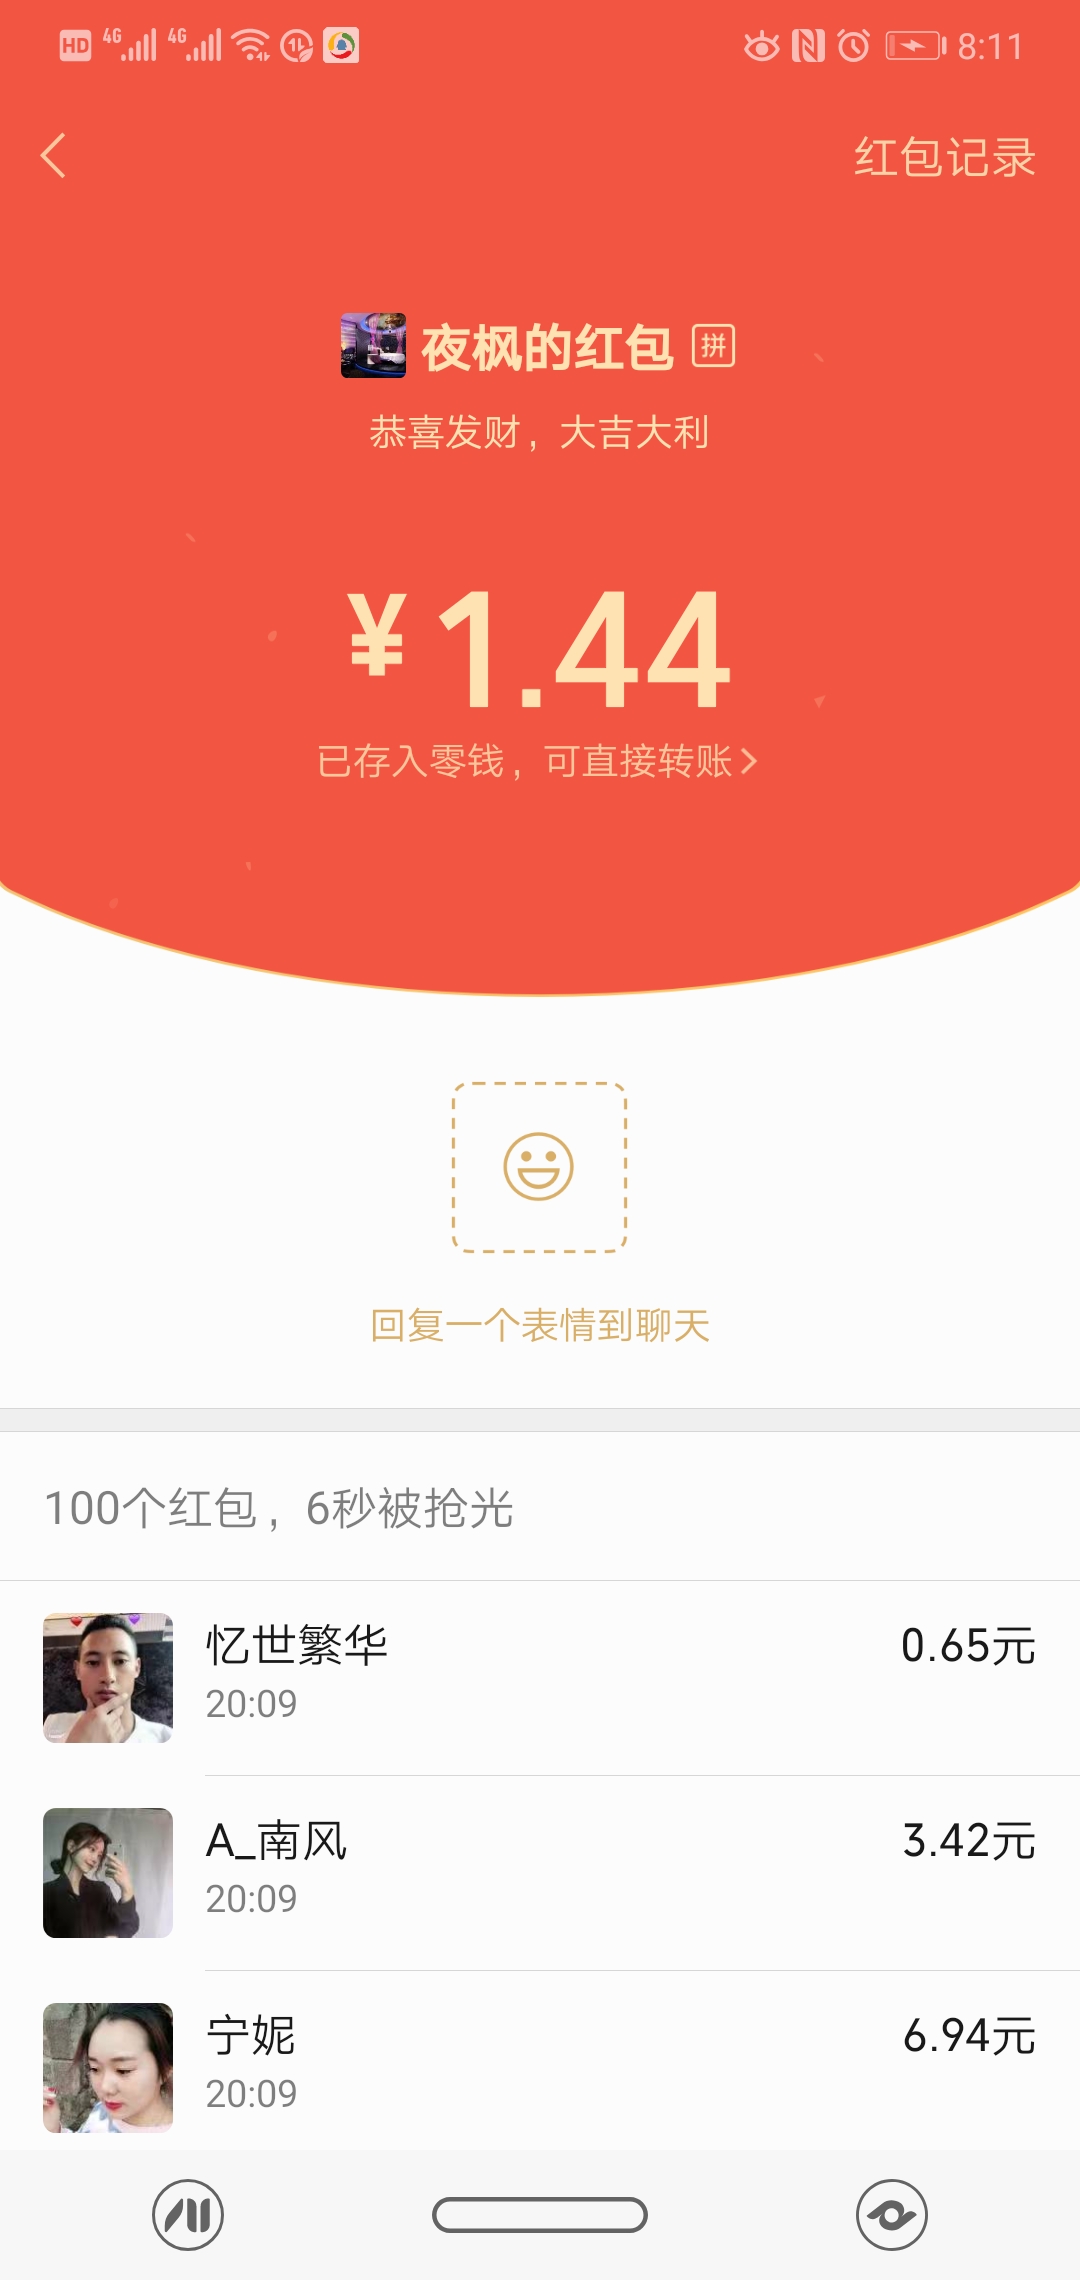 HD 4G 4G 8:11
红包记录
夜枫的红包 拼
恭喜发财，大吉大利
¥1.44
已存入零钱，可直接转账
回复一个表情到聊天
100个红包，6秒被抢光
忆世繁华 0.65元
20:09
A_南风 3.42元
20:09
宁妮 6.94元
20:09